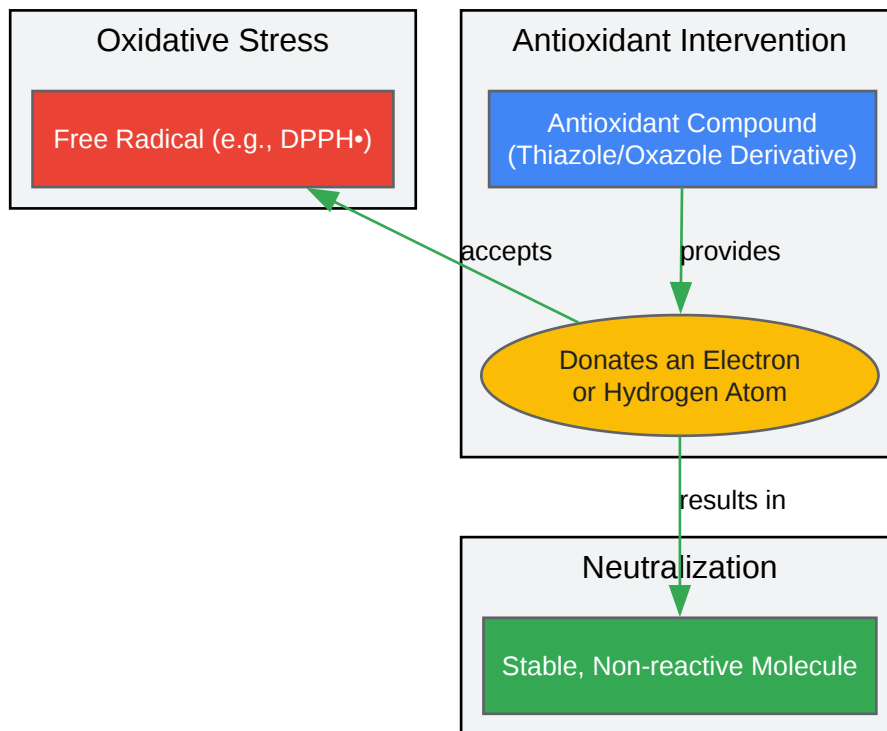 Oxidative Stress
Free Radical (e.g., DPPH•)
Antioxidant Intervention
Antioxidant Compound
(Thiazole/Oxazole Derivative)
accepts
provides
Donates an Electron
or Hydrogen Atom
results in
Neutralization
Stable, Non-reactive Molecule